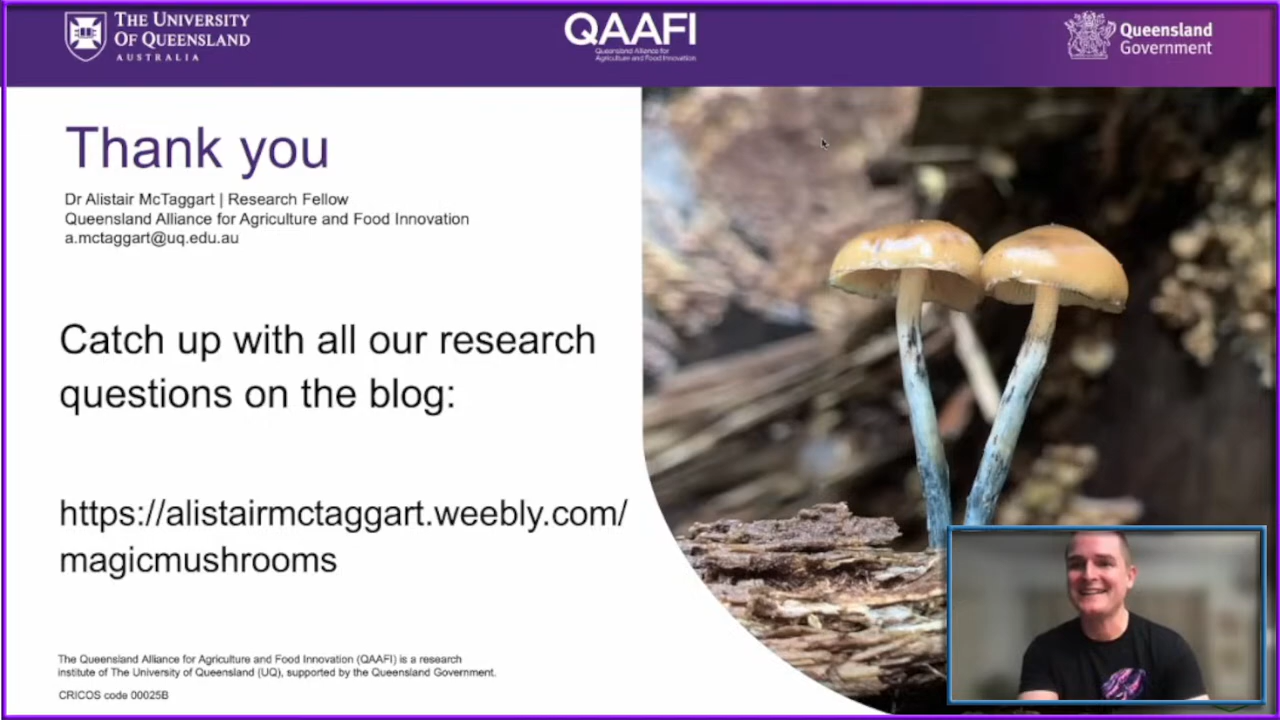 THE UNIVERSITY
OF QUEENSLAND
AUSTRALIA
QAAFI
Queensland Alliance for
Agriculture and Food Innovation
Queensland
Government
Thank you
Dr Alistair McTaggart | Research Fellow
Queensland Alliance for Agriculture and Food Innovation
a.mctaggart@uq.edu.au
Catch up with all our research
questions on the blog:
https://alistairmctaggart.weebly.com/
magicmushrooms
The Queensland Alliance for Agriculture and Food Innovation (QAAFI) is a research
institute of The University of Queensland (UQ), supported by the Queensland Government.
CRICOS code 00025B